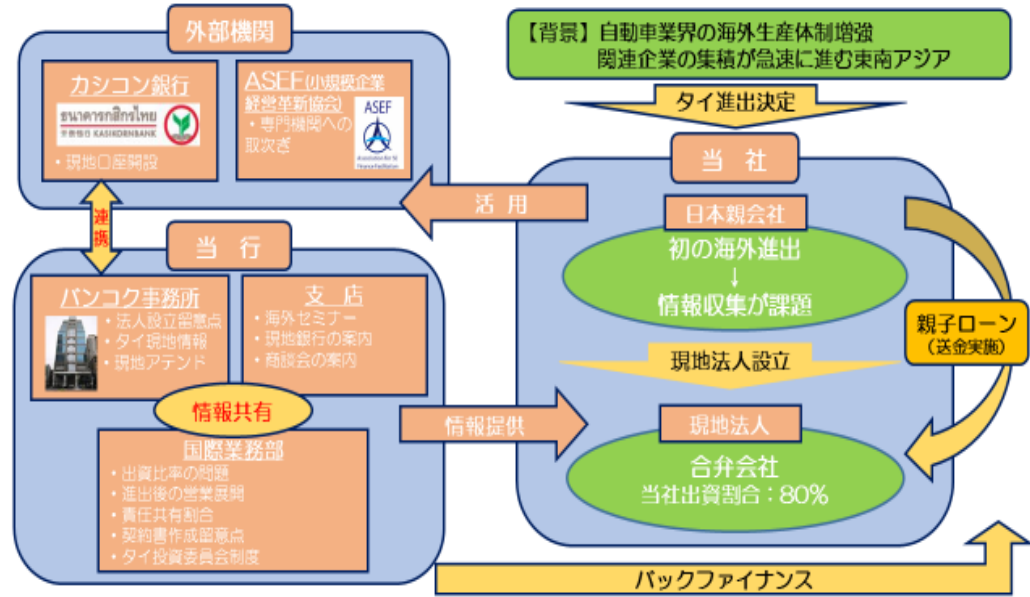 外部機関
カシコン銀行
ธนาคารกสิกรไทย
KASIKORNBANK
・現地口座開設
ASEF(小規模企業
経営革新協会)
・専門機関への
取次ぎ
ASEF
連携
当 行
バンコク事務所
・法人設立留意点
・タイ現地情報
・現地アテンド
支 店
・海外セミナー
・現地銀行の案内
・商談会の案内
情報共有
国際業務部
・出資比率の問題
・進出後の営業展開
・責任共有割合
・契約書作成留意点
・タイ投資委員会制度
活 用
情報提供
【背景】自動車業界の海外生産体制増強
関連企業の集積が急速に進む東南アジア
タイ進出決定
当 社
日本親会社
初の海外進出
↓
情報収集が課題
現地法人設立
現地法人
合弁会社
当社出資割合:80%
親子ローン
(送金実施)
バックファイナンス